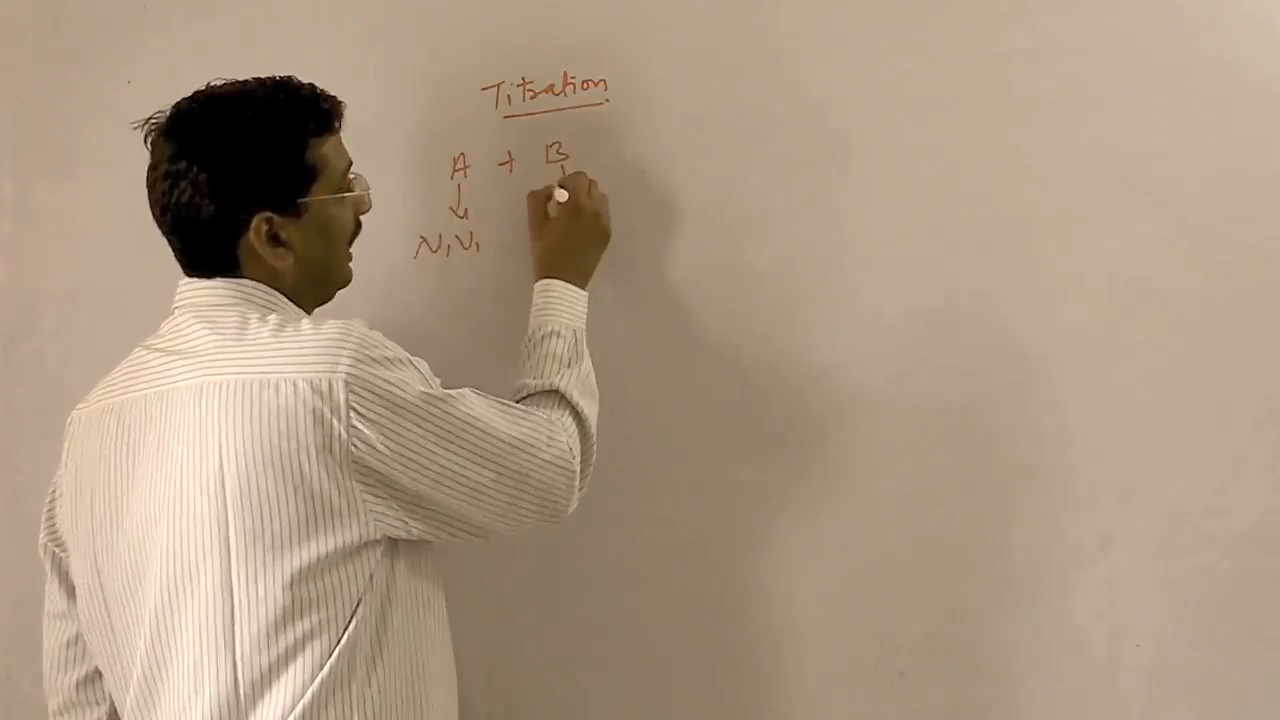 Titration
A + B
N₁V₁